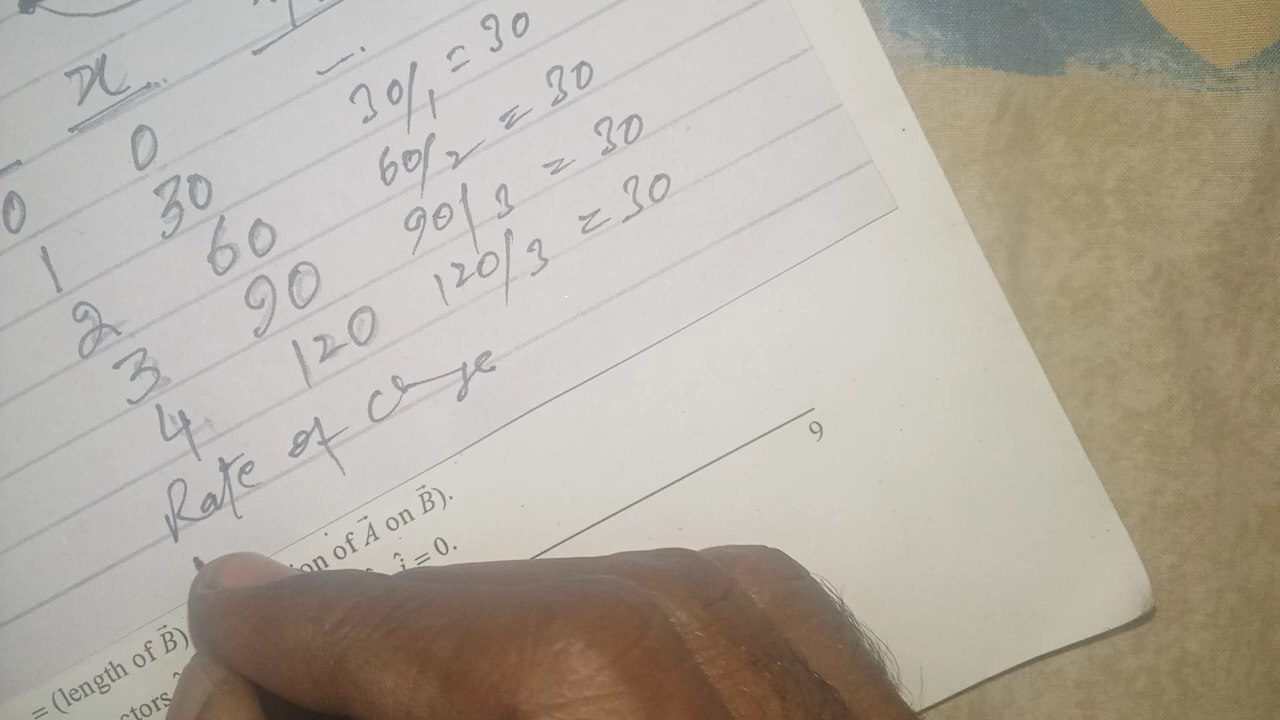 x
0 0 -
1 30 30/1 = 30
2 60 60/2 = 30
3 90 90/3 = 30
4 120 120/3 = 30
Rate of change
9
on of A⃗ on B⃗).
ĵ = 0.
= (length of B⃗)
ctors